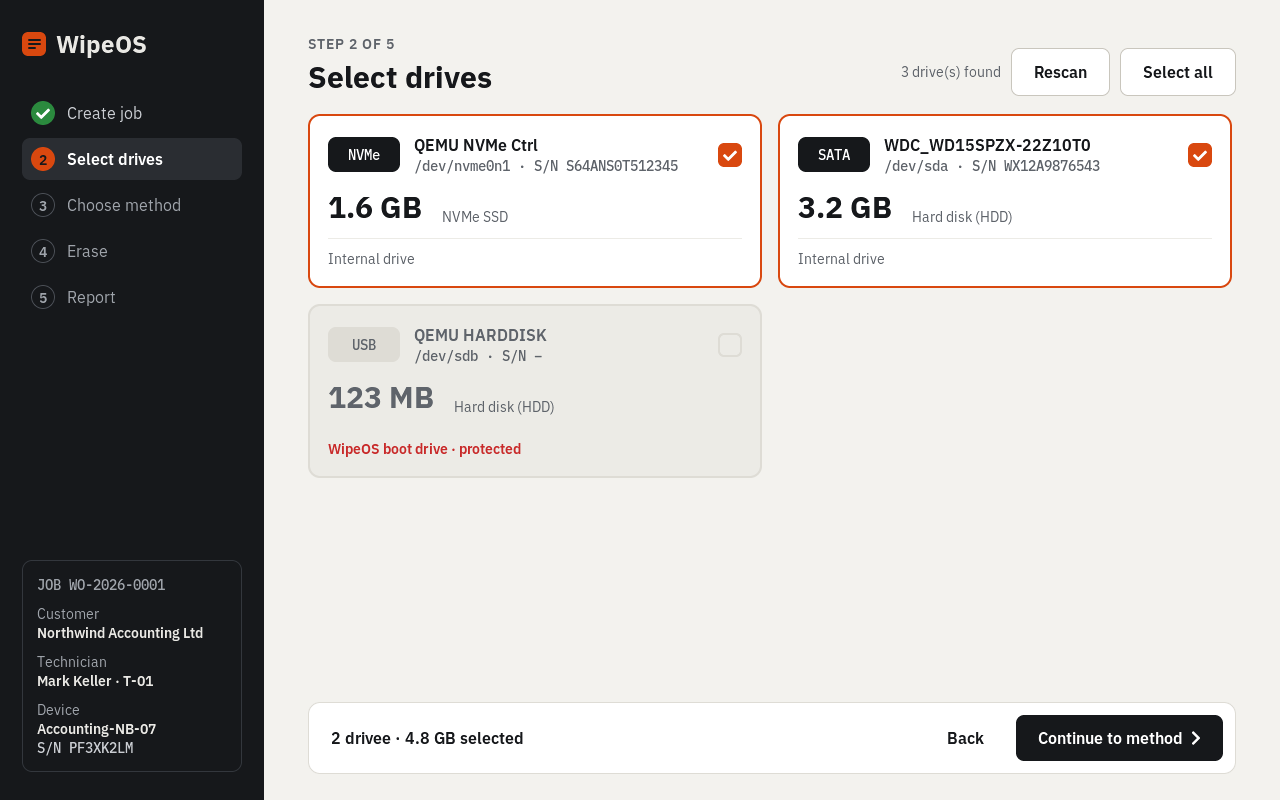 WipeOS
Create job
2 Select drives
3 Choose method
4 Erase
5 Report
JOB WO-2026-0001
Customer
Northwind Accounting Ltd
Technician
Mark Keller · T-01
Device
Accounting-NB-07
S/N PF3XK2LM
STEP 2 OF 5
Select drives
3 drive(s) found
Rescan
Select all
NVMe
QEMU NVMe Ctrl
/dev/nvme0n1 · S/N S64ANS0T512345
1.6 GB NVMe SSD
Internal drive
SATA
WDC_WD15SPZX-22Z10T0
/dev/sda · S/N WX12A9876543
3.2 GB Hard disk (HDD)
Internal drive
USB
QEMU HARDDISK
/dev/sdb · S/N –
123 MB Hard disk (HDD)
WipeOS boot drive · protected
2 drivee · 4.8 GB selected
Back
Continue to method